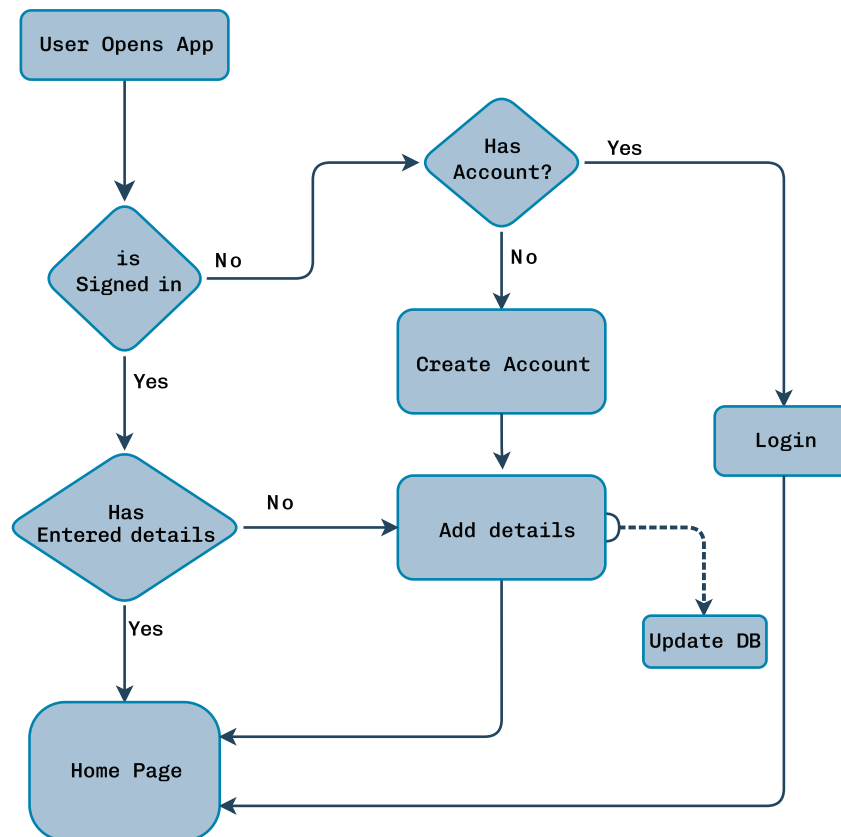 User Opens App
Has
Account?
Yes
is
Signed in
No
No
Create Account
Yes
Login
Has
Entered details
No
Add details
Yes
Update DB
Home Page